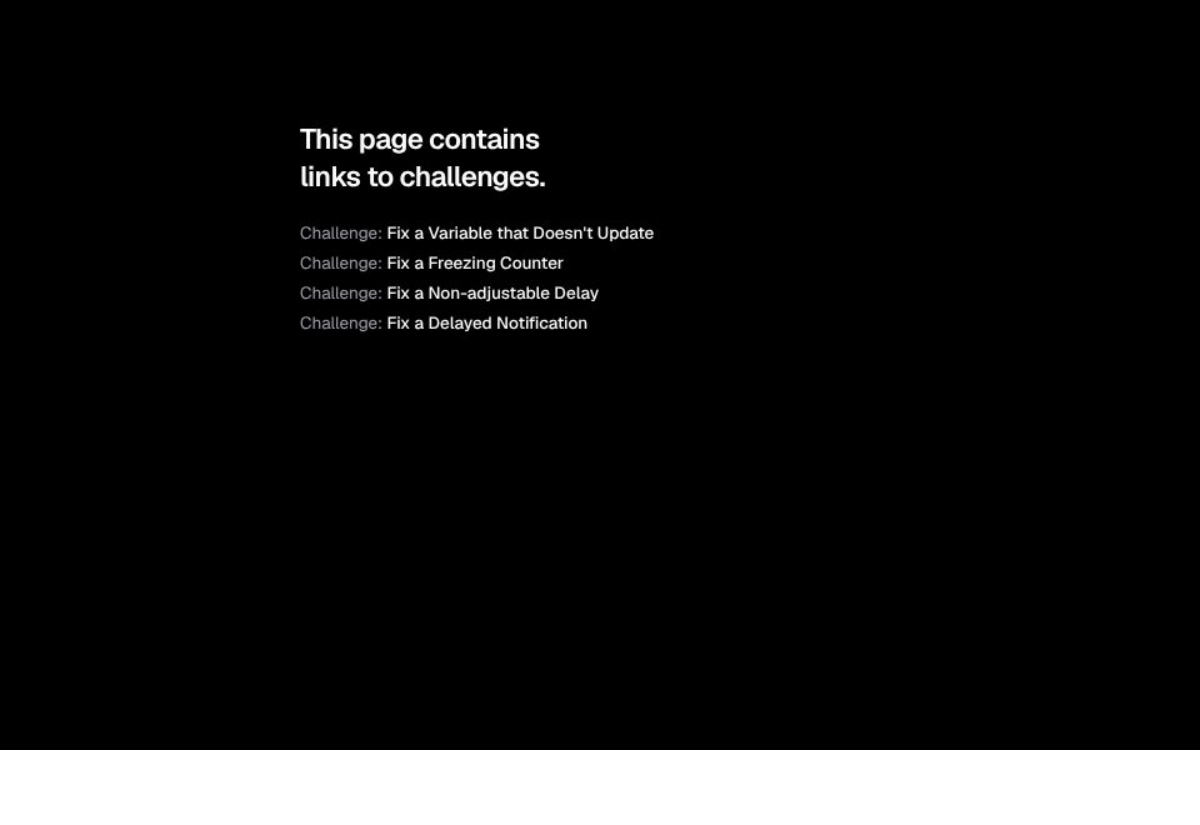 This page contains
links to challenges.
Challenge: Fix a Variable that Doesn't Update
Challenge: Fix a Freezing Counter
Challenge: Fix a Non-adjustable Delay
Challenge: Fix a Delayed Notification